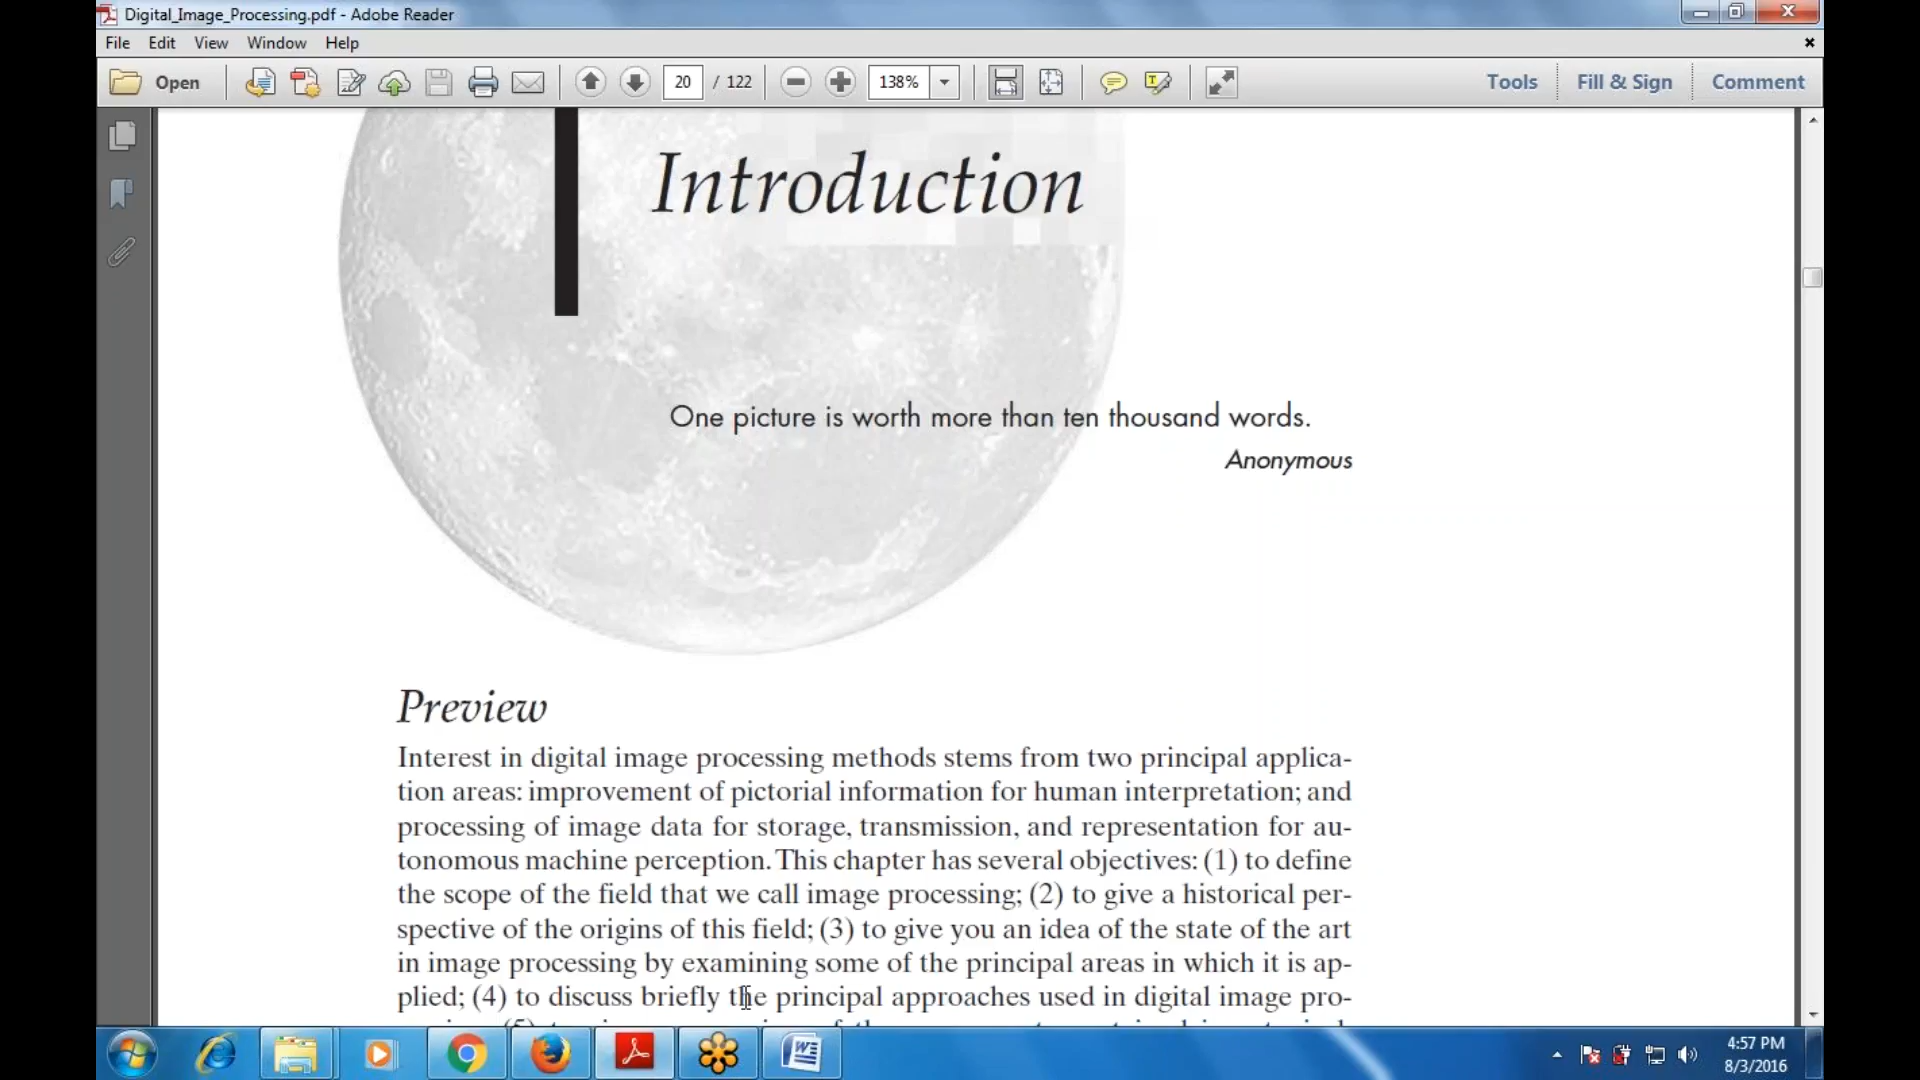 Digital_Image_Processing.pdf - Adobe Reader
File Edit View Window Help
Open 20 / 122 138% Tools Fill & Sign Comment
Introduction
One picture is worth more than ten thousand words.
Anonymous
Preview
Interest in digital image processing methods stems from two principal applica-
tion areas: improvement of pictorial information for human interpretation; and
processing of image data for storage, transmission, and representation for au-
tonomous machine perception. This chapter has several objectives: (1) to define
the scope of the field that we call image processing; (2) to give a historical per-
spective of the origins of this field; (3) to give you an idea of the state of the art
in image processing by examining some of the principal areas in which it is ap-
plied; (4) to discuss briefly the principal approaches used in digital image pro-
4:57 PM
8/3/2016